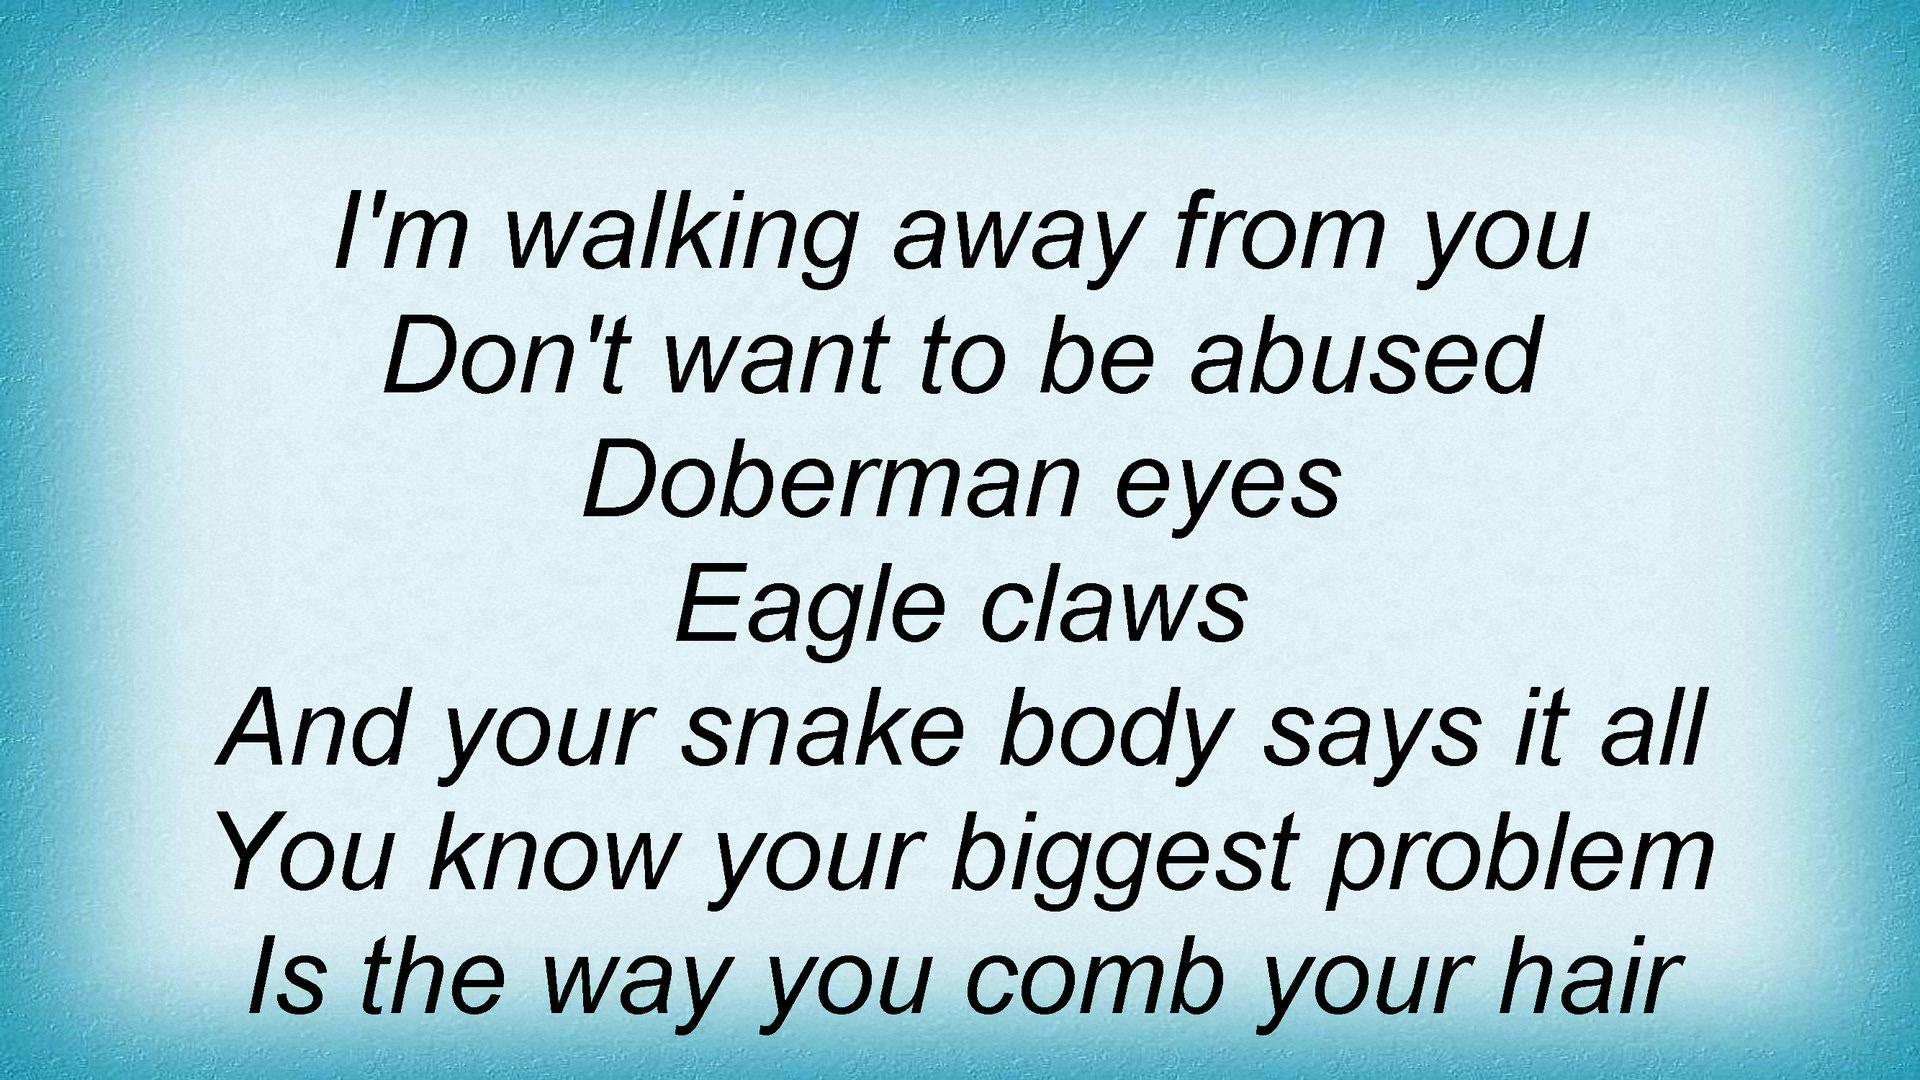 I'm walking away from you
Don't want to be abused
Doberman eyes
Eagle claws
And your snake body says it all
You know your biggest problem
Is the way you comb your hair